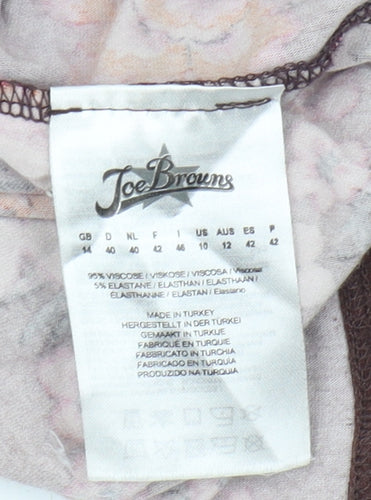 Joe Browns
GB D NL F I US AUS ES P
14 40 40 42 46 10 12 42 42
95% VISCOSE / VISKOSE / VISCOSA / Viscose
5% ELASTANE / ELASTHAN / ELASTHAAN /
ÉLASTHANNE / ELASTAN / Elastano
MADE IN TURKEY
HERGESTELLT IN DER TÜRKEI
GEMAAKT IN TURKIJE
FABRIQUÉ EN TURQUIE
FABBRICATO IN TURCHIA
FABRICADO EN TURQUÍA
PRODUZIDO NA TURQUIA